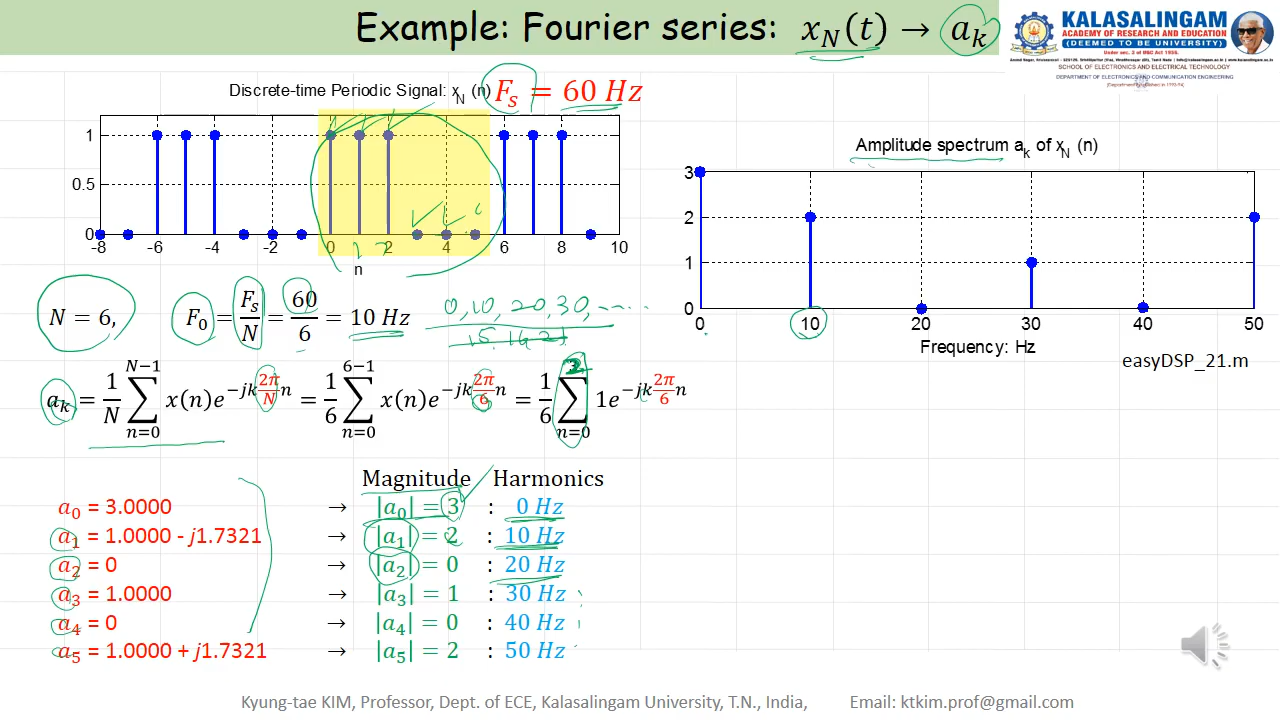 Example: Fourier series: x_N(t) → a_k
KALASALINGAM
ACADEMY OF RESEARCH AND EDUCATION
(DEEMED TO BE UNIVERSITY)
Under sec. 3 of UGC Act 1956.
SCHOOL OF ELECTRONICS AND ELECTRICAL TECHNOLOGY
DEPARTMENT OF ELECTRONICS AND COMMUNICATION ENGINEERING
Discrete-time Periodic Signal: x_N (n) F_s = 60 Hz
1
0.5
0
-8 -6 -4 -2 0 2 4 6 8 10
n
Amplitude spectrum a_k of x_N (n)
3
2
1
0
0 10 20 30 40 50
Frequency: Hz
easyDSP_21.m
N = 6, F_0 = F_s/N = 60/6 = 10 Hz
0, 10, 20, 30, ......
a_k = 1/N ∑_{n=0}^{N−1} x(n)e^{−jk(2π/N)n} = 1/6 ∑_{n=0}^{6−1} x(n)e^{−jk(2π/6)n} = 1/6 ∑_{n=0}^{2} 1e^{−jk(2π/6)n}
Magnitude Harmonics
a_0 = 3.0000 → |a_0| = 3 : 0 Hz
a_1 = 1.0000 - j1.7321 → |a_1| = 2 : 10 Hz
a_2 = 0 → |a_2| = 0 : 20 Hz
a_3 = 1.0000 → |a_3| = 1 : 30 Hz
a_4 = 0 → |a_4| = 0 : 40 Hz
a_5 = 1.0000 + j1.7321 → |a_5| = 2 : 50 Hz
Kyung-tae KIM, Professor, Dept. of ECE, Kalasalingam University, T.N., India, Email: ktkim.prof@gmail.com